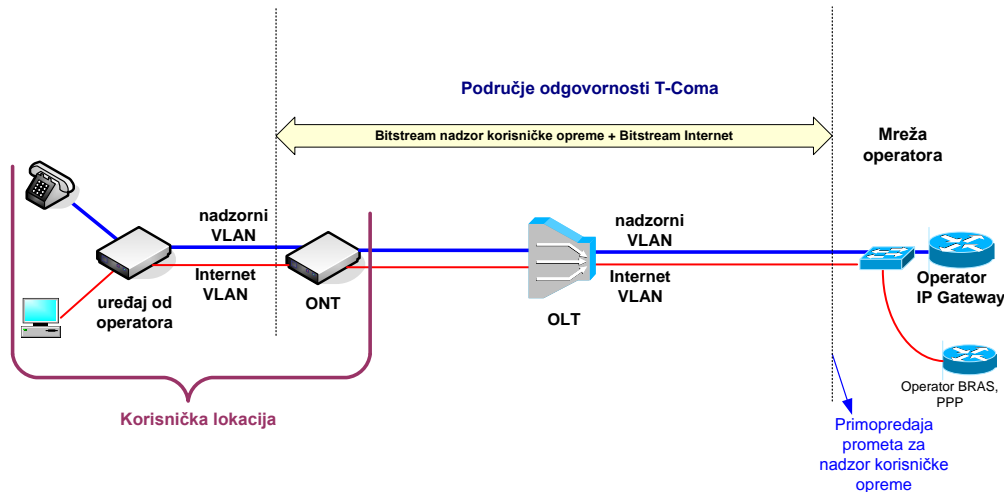 Područje odgovornosti T-Coma
Bitstream nadzor korisničke opreme + Bitstream Internet
Mreža
operatora
nadzorni
VLAN
Internet
VLAN
uređaj od
operatora
ONT
OLT
nadzorni
VLAN
Internet
VLAN
Operator
IP Gateway
Operator BRAS,
PPP
Korisnička lokacija
Primopredaja
prometa za
nadzor korisničke
opreme